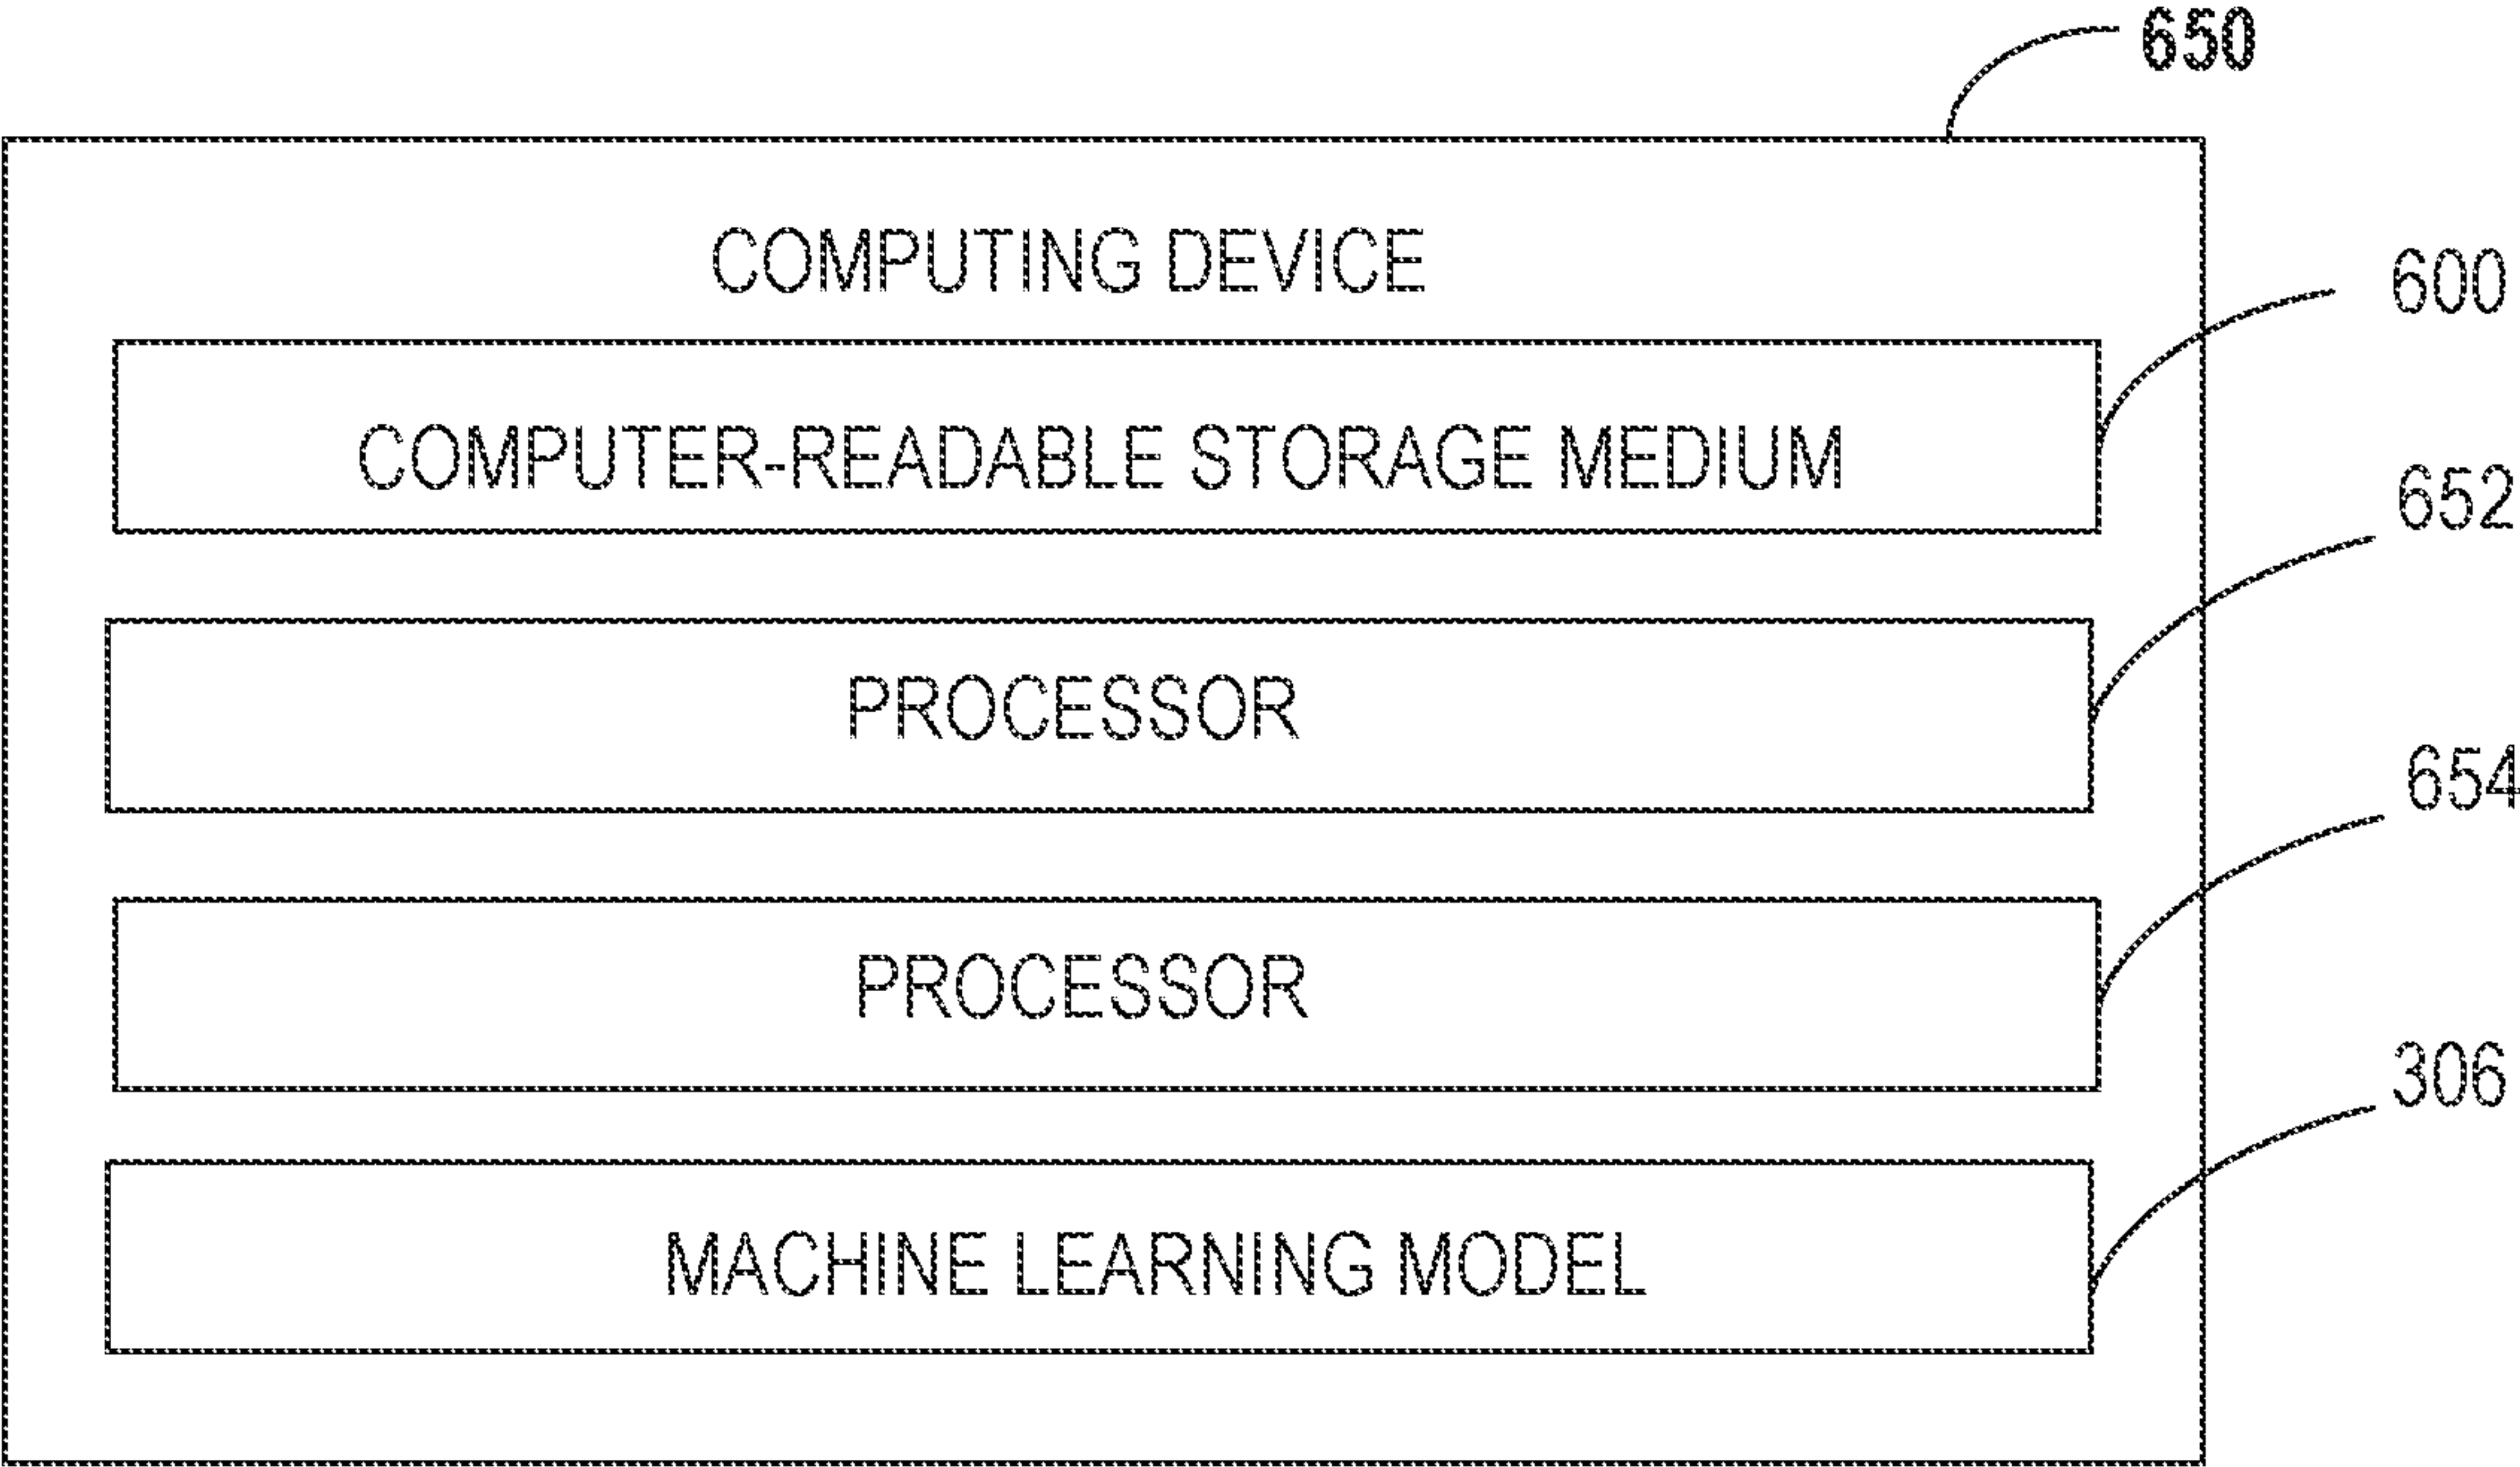 650
COMPUTING DEVICE
600
COMPUTER-READABLE STORAGE MEDIUM
652
PROCESSOR
654
PROCESSOR
306
MACHINE LEARNING MODEL